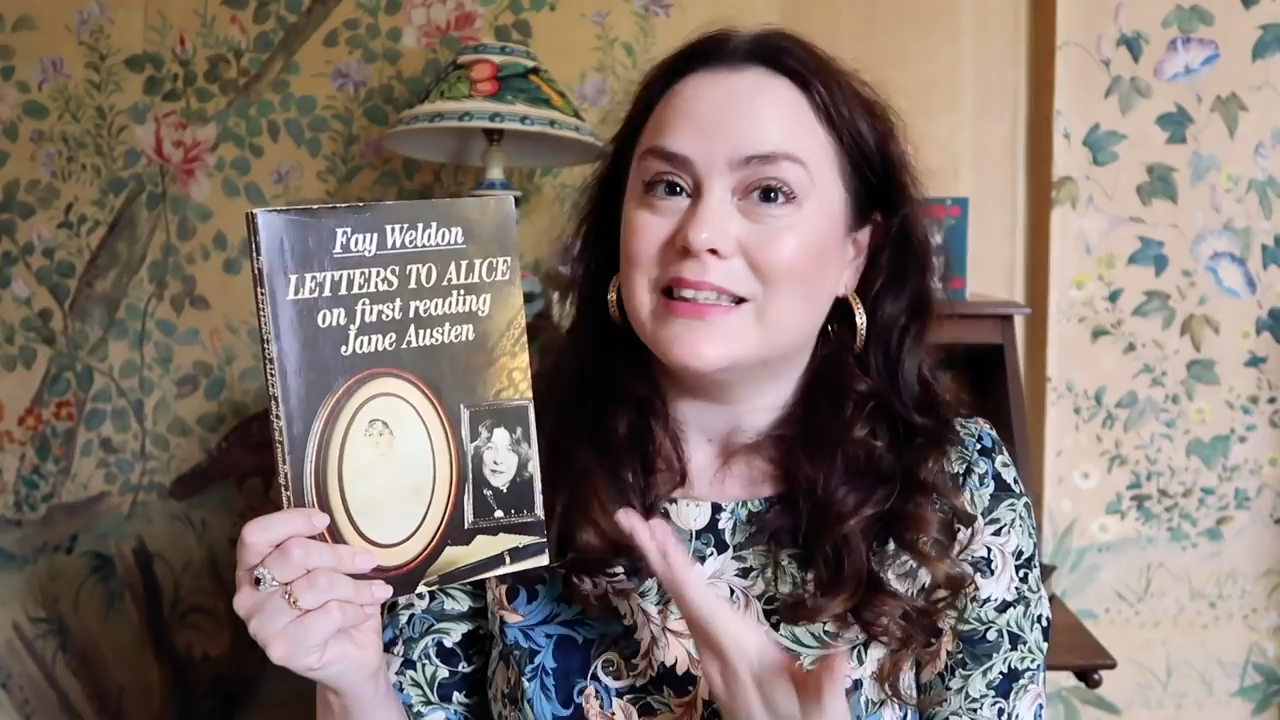 Fay Weldon
LETTERS TO ALICE
on first reading
Jane Austen